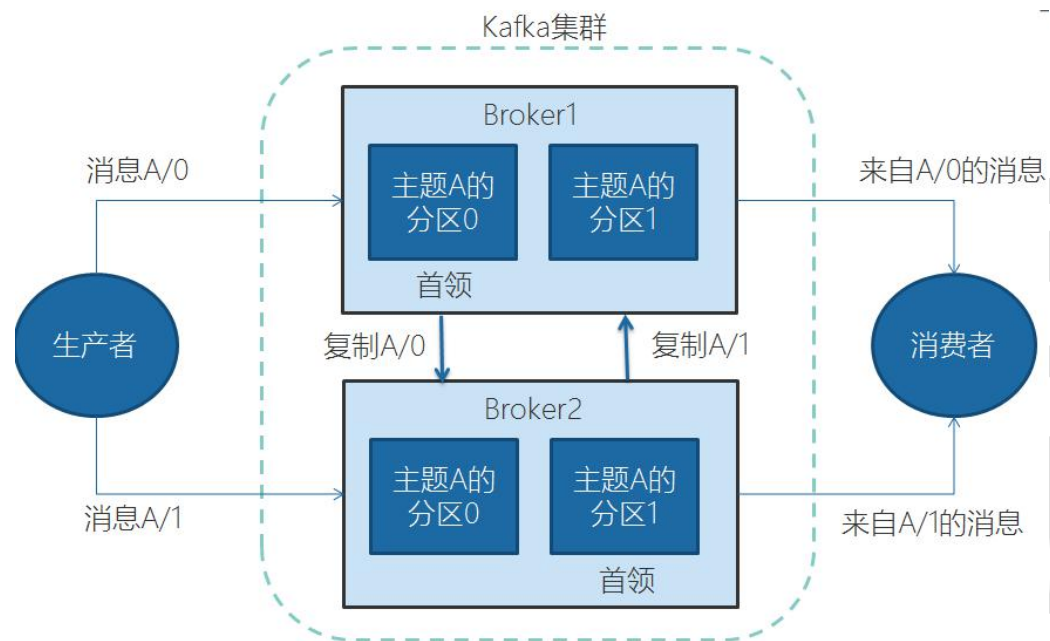 Kafka集群
Broker1
消息A/0
来自A/0的消息
主题A的
分区0
主题A的
分区1
首领
生产者
复制A/0
复制A/1
消费者
Broker2
主题A的
分区0
主题A的
分区1
消息A/1
来自A/1的消息
首领